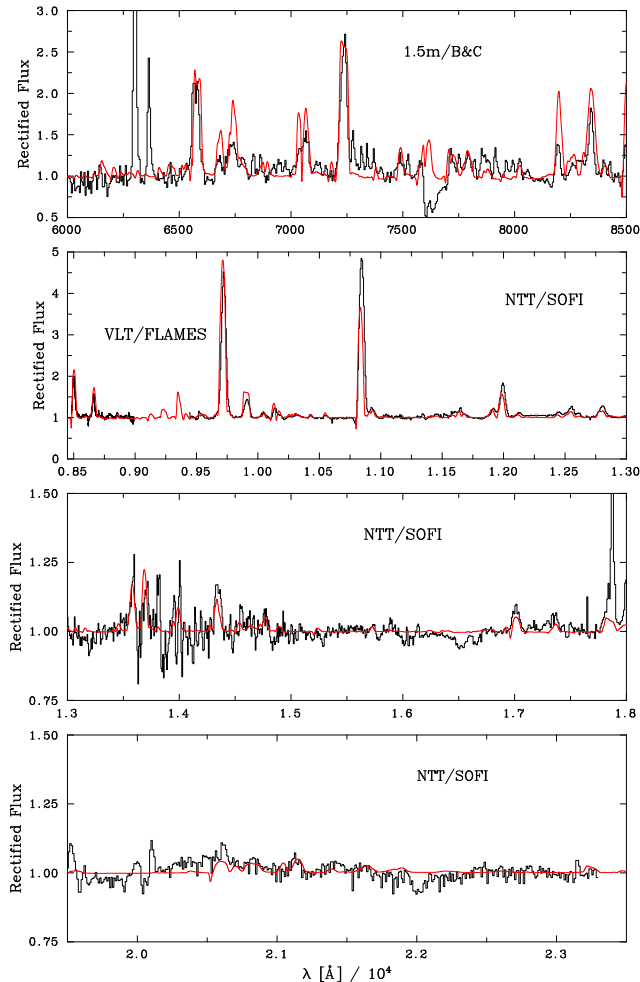 3.0
2.5
2.0
1.5
1.0
0.5
Rectified Flux
1.5m/B&C
6000 6500 7000 7500 8000 8500
5
4
3
2
1
0
Rectified Flux
VLT/FLAMES
NTT/SOFI
0.85 0.90 0.95 1.00 1.05 1.10 1.15 1.20 1.25 1.30
1.50
1.25
1.00
0.75
Rectified Flux
NTT/SOFI
1.3 1.4 1.5 1.6 1.7 1.8
1.50
1.25
1.00
0.75
Rectified Flux
NTT/SOFI
2.0 2.1 2.2 2.3
λ [Å] / 10⁴